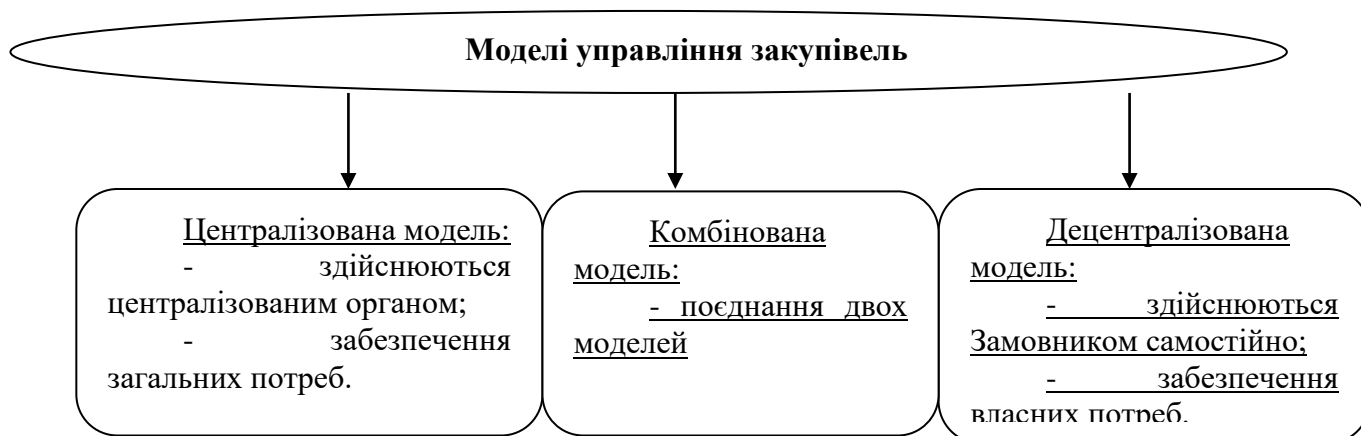 Моделі управління закупівель
Централізована модель:
- здійснюються
централізованим органом;
- забезпечення
загальних потреб.
Комбінована
модель:
- поєднання двох
моделей
Децентралізована
модель:
- здійснюються
Замовником самостійно;
- забезпечення
власних потреб.